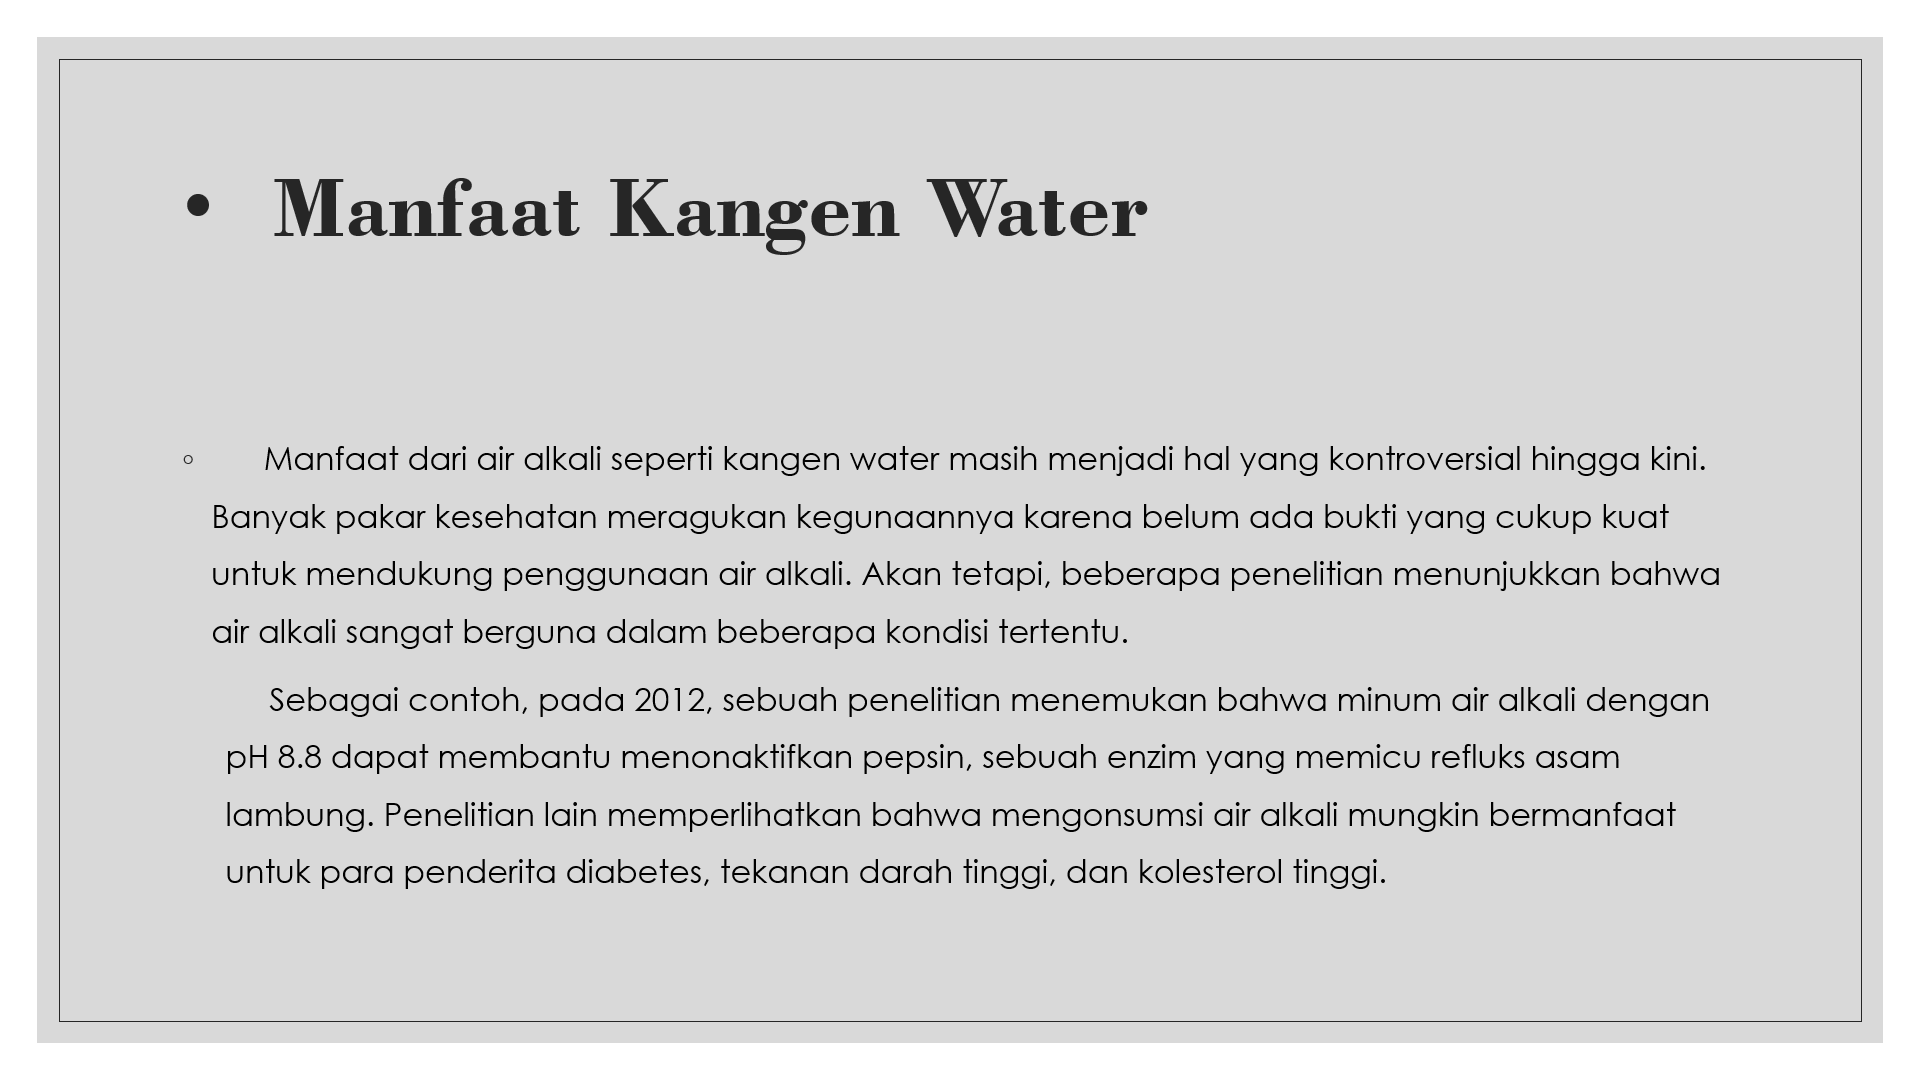 • Manfaat Kangen Water
◦ Manfaat dari air alkali seperti kangen water masih menjadi hal yang kontroversial hingga kini.
Banyak pakar kesehatan meragukan kegunaannya karena belum ada bukti yang cukup kuat
untuk mendukung penggunaan air alkali. Akan tetapi, beberapa penelitian menunjukkan bahwa
air alkali sangat berguna dalam beberapa kondisi tertentu.
Sebagai contoh, pada 2012, sebuah penelitian menemukan bahwa minum air alkali dengan
pH 8.8 dapat membantu menonaktifkan pepsin, sebuah enzim yang memicu refluks asam
lambung. Penelitian lain memperlihatkan bahwa mengonsumsi air alkali mungkin bermanfaat
untuk para penderita diabetes, tekanan darah tinggi, dan kolesterol tinggi.